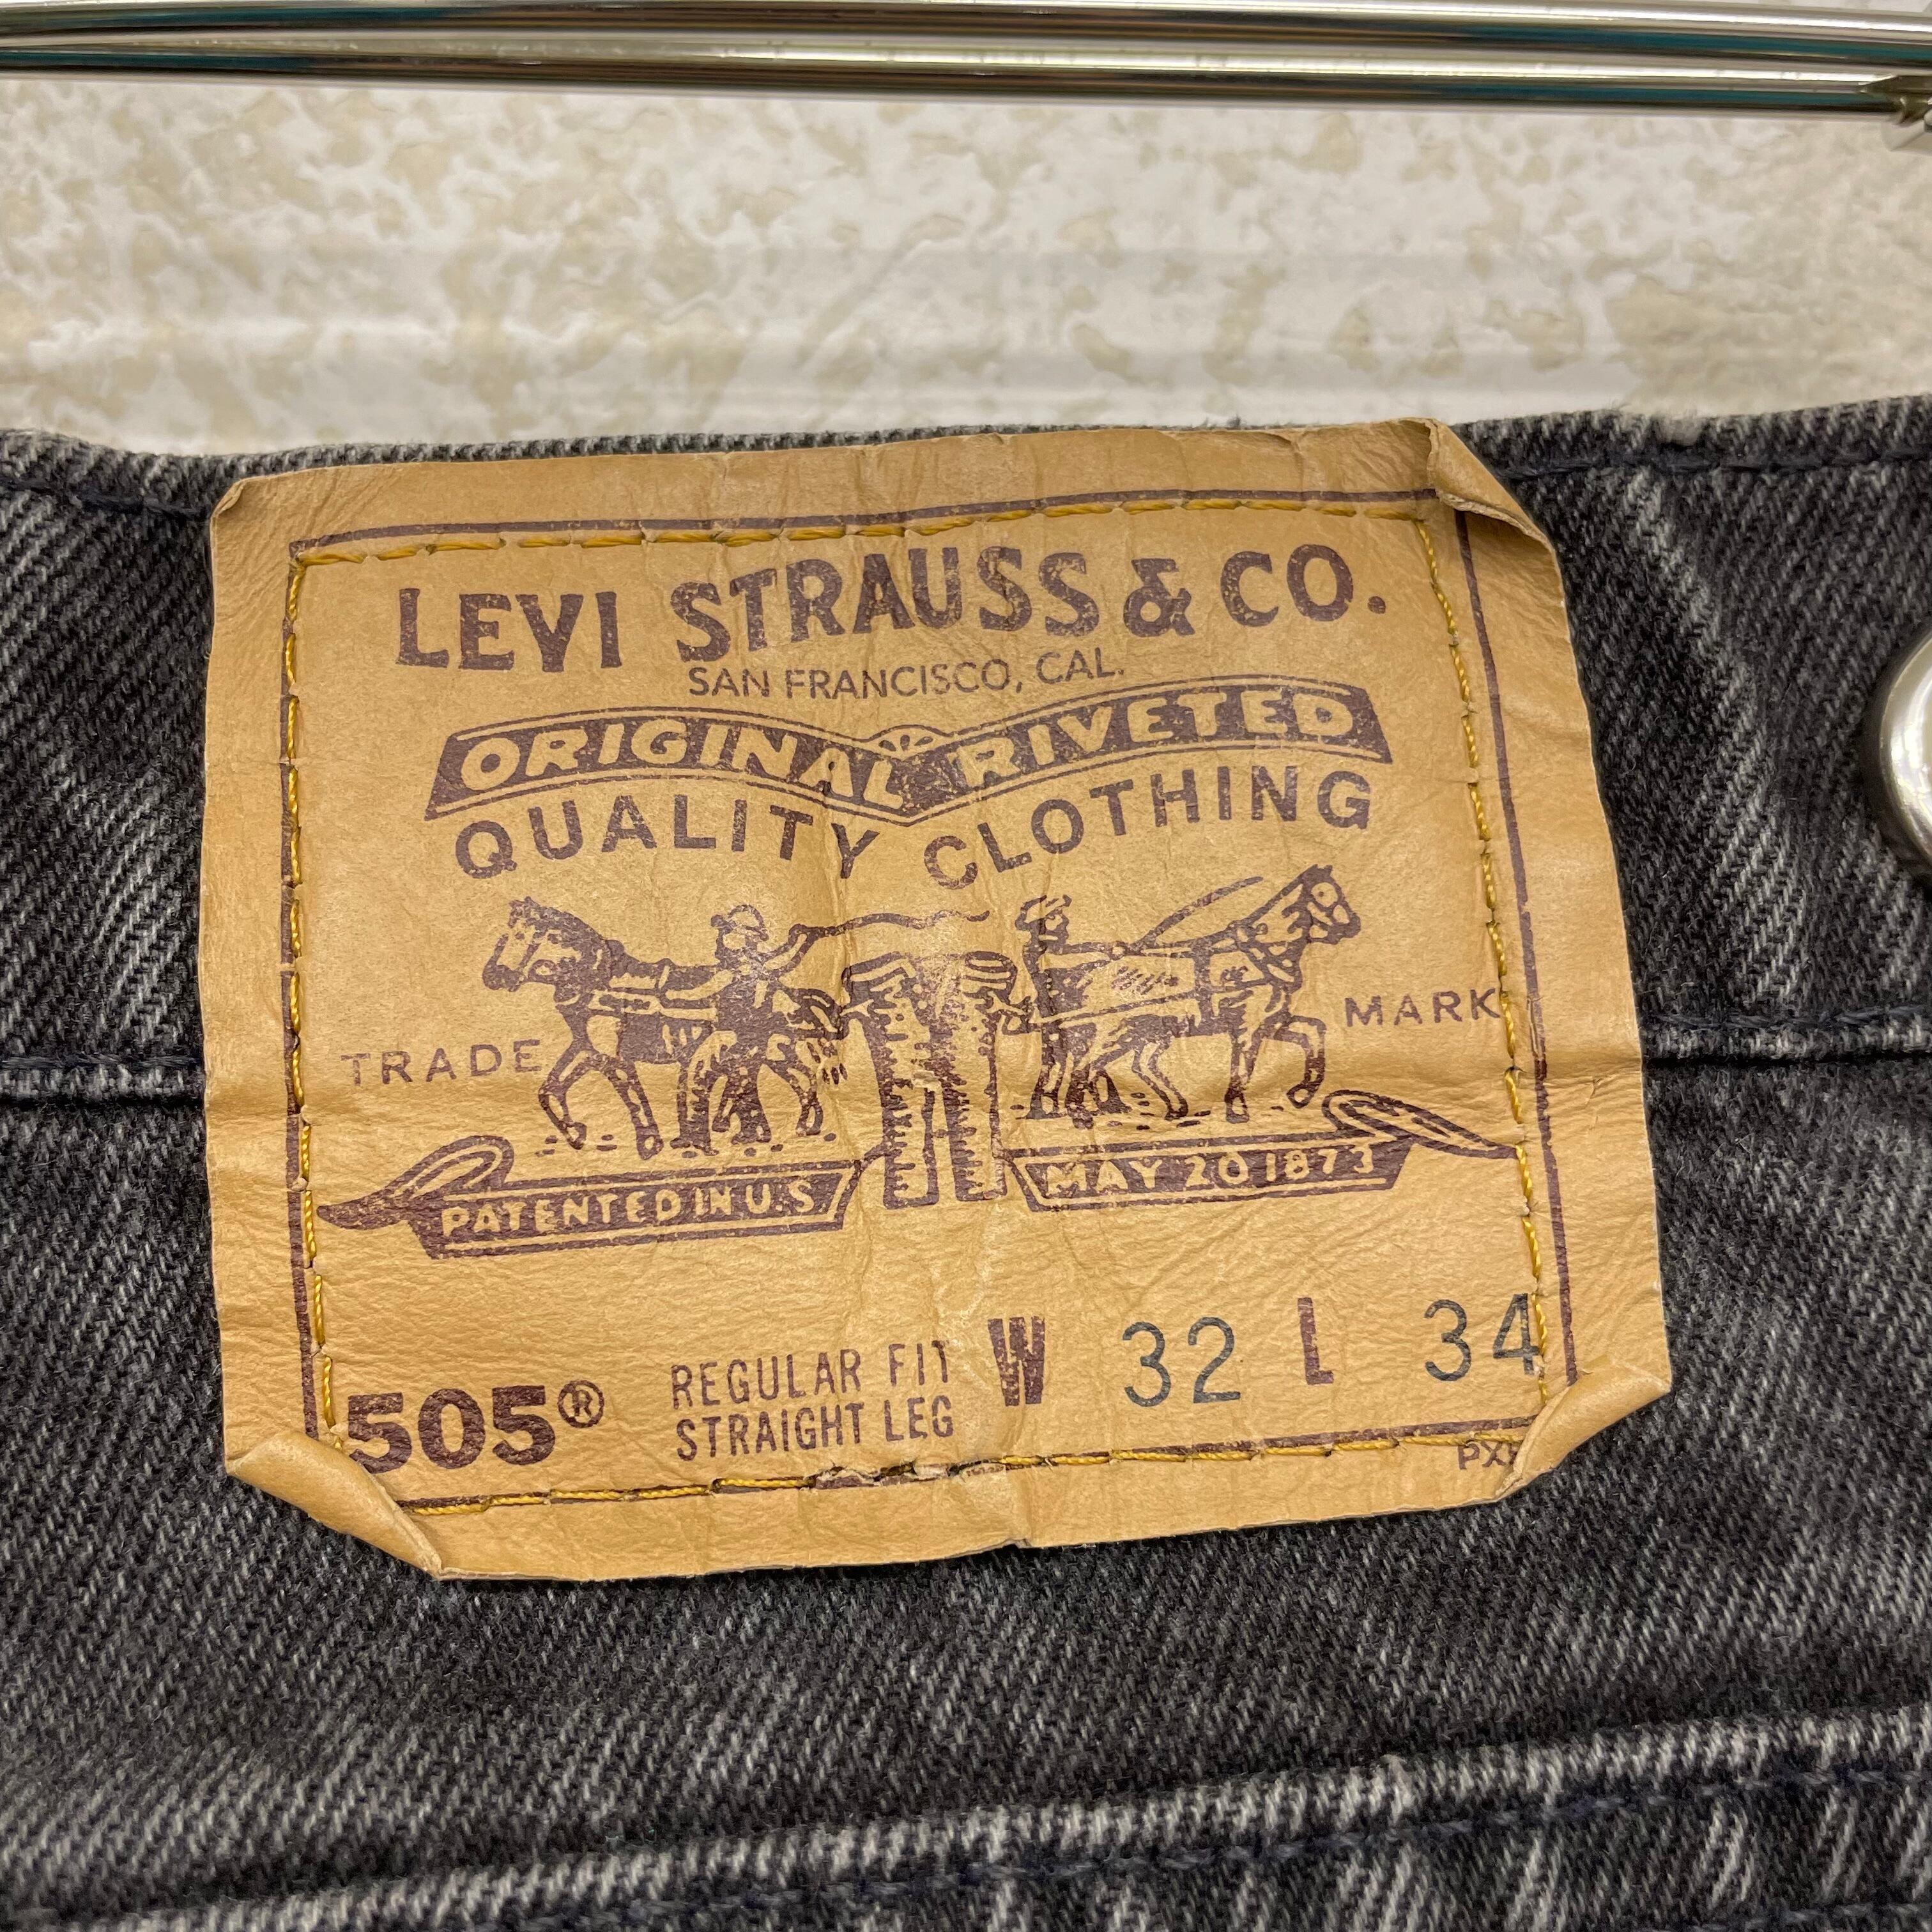 LEVI STRAUSS & CO.
SAN FRANCISCO, CAL.
ORIGINAL RIVETED
QUALITY CLOTHING
TRADE MARK
PATENTED IN U.S MAY 20 1873
505® REGULAR FIT W 32 L 34
STRAIGHT LEG